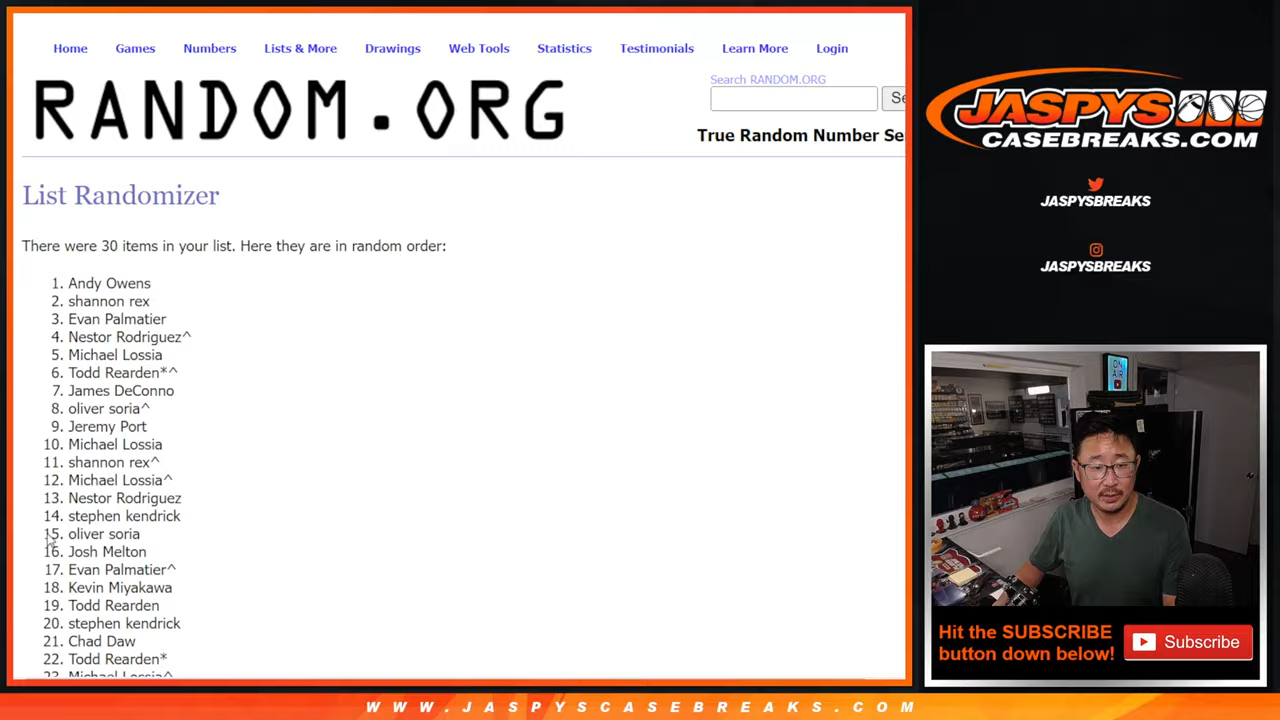 Home Games Numbers Lists & More Drawings Web Tools Statistics Testimonials Learn More Login
Search RANDOM.ORG
RANDOM.ORG
Se
True Random Number Se
List Randomizer
There were 30 items in your list. Here they are in random order:
1. Andy Owens
2. shannon rex
3. Evan Palmatier
4. Nestor Rodriguez^
5. Michael Lossia
6. Todd Rearden*^
7. James DeConno
8. oliver soria^
9. Jeremy Port
10. Michael Lossia
11. shannon rex^
12. Michael Lossia^
13. Nestor Rodriguez
14. stephen kendrick
15. oliver soria
16. Josh Melton
17. Evan Palmatier^
18. Kevin Miyakawa
19. Todd Rearden
20. stephen kendrick
21. Chad Daw
22. Todd Rearden*
23. Michael Lossia^
JASPYS
CASEBREAKS.COM
JASPYSBREAKS
JASPYSBREAKS
ON
AIR
Hit the SUBSCRIBE
button down below!
Subscribe
WWW.JASPYSCASEBREAKS.COM